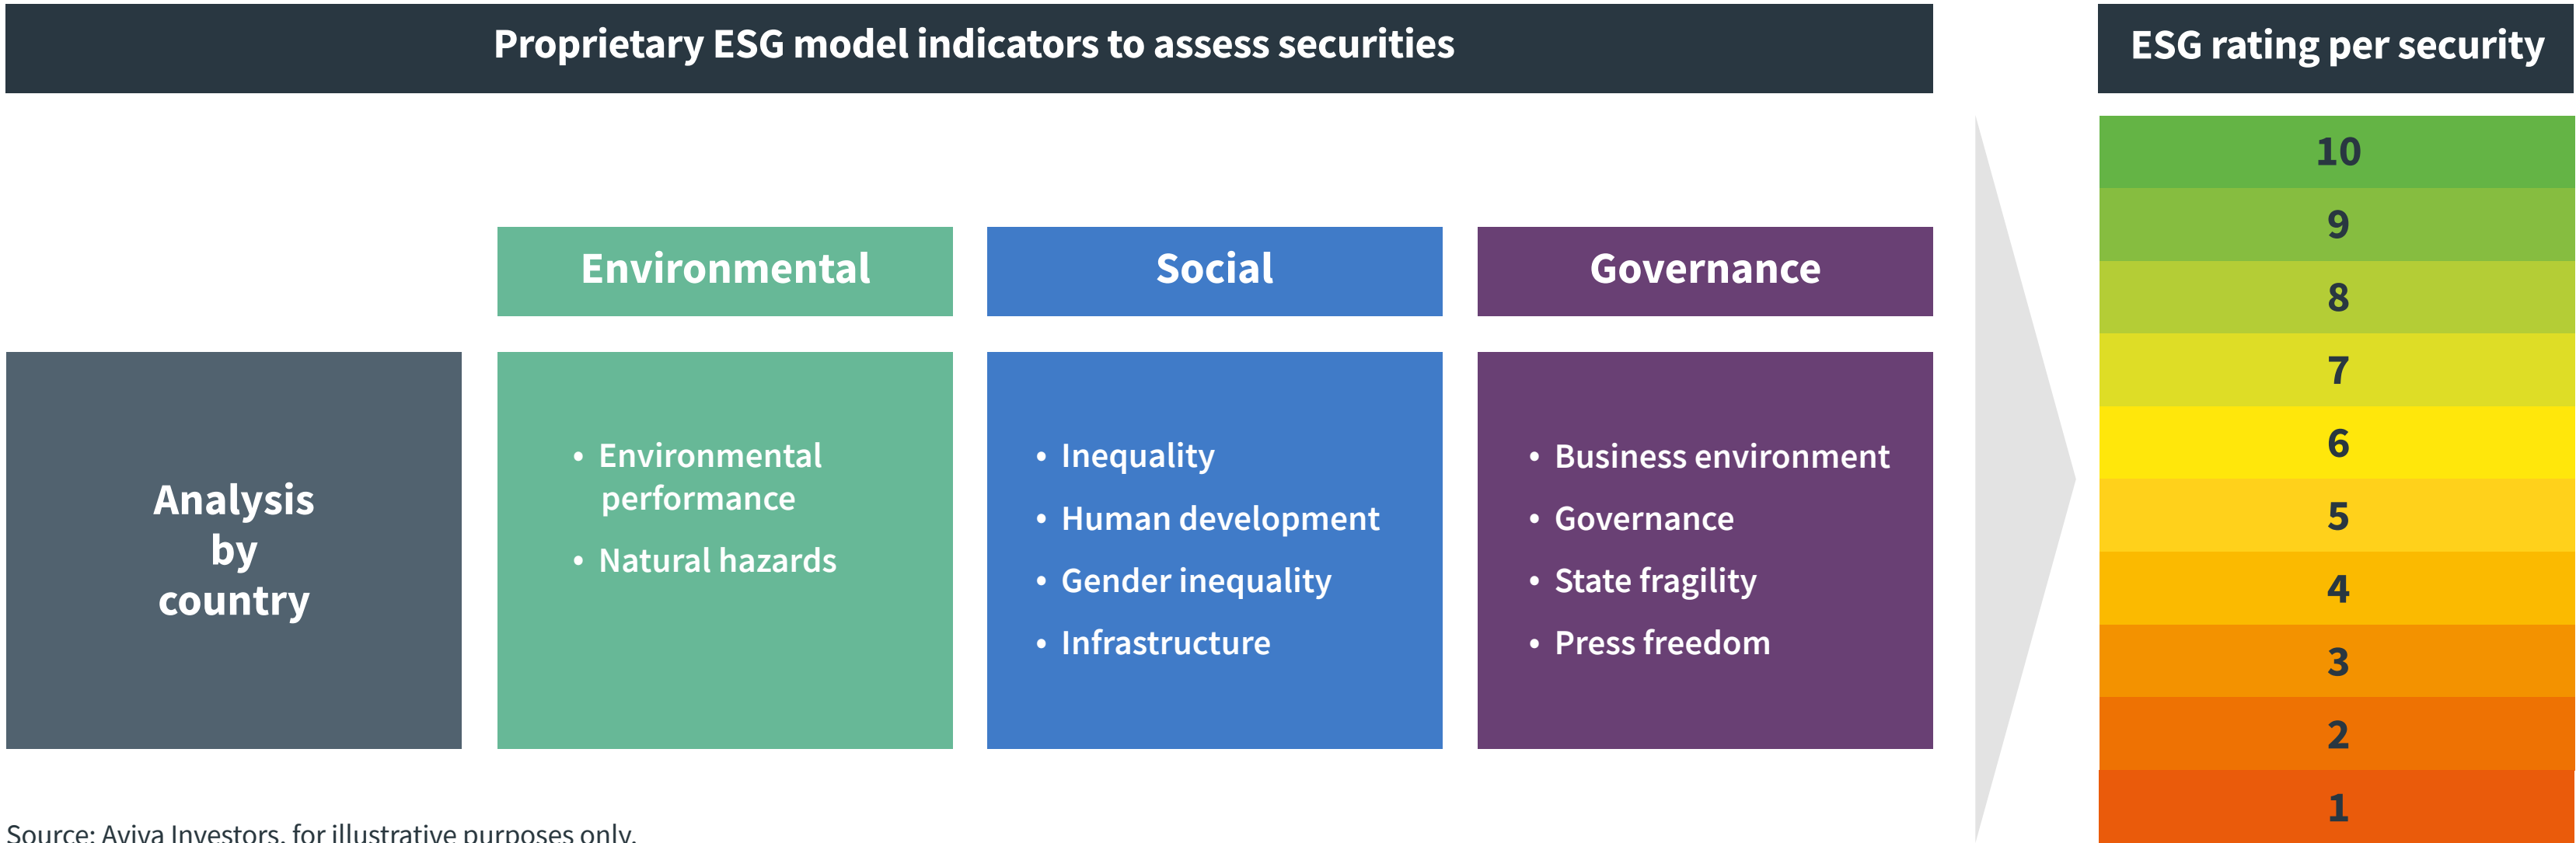 Proprietary ESG model indicators to assess securities
ESG rating per security
Environmental
Social
Governance
Analysis
by
country
• Environmental
performance
• Natural hazards
• Inequality
• Human development
• Gender inequality
• Infrastructure
• Business environment
• Governance
• State fragility
• Press freedom
10
9
8
7
6
5
4
3
2
1
Source: Aviva Investors, for illustrative purposes only.